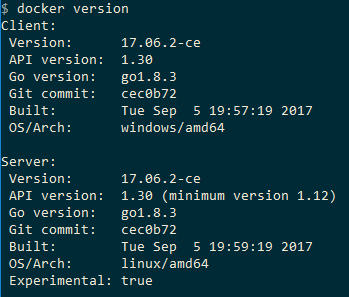 $ docker version
Client:
 Version:      17.06.2-ce
 API version:  1.30
 Go version:   go1.8.3
 Git commit:   cec0b72
 Built:        Tue Sep  5 19:57:19 2017
 OS/Arch:      windows/amd64

Server:
 Version:      17.06.2-ce
 API version:  1.30 (minimum version 1.12)
 Go version:   go1.8.3
 Git commit:   cec0b72
 Built:        Tue Sep  5 19:59:19 2017
 OS/Arch:      linux/amd64
 Experimental: true